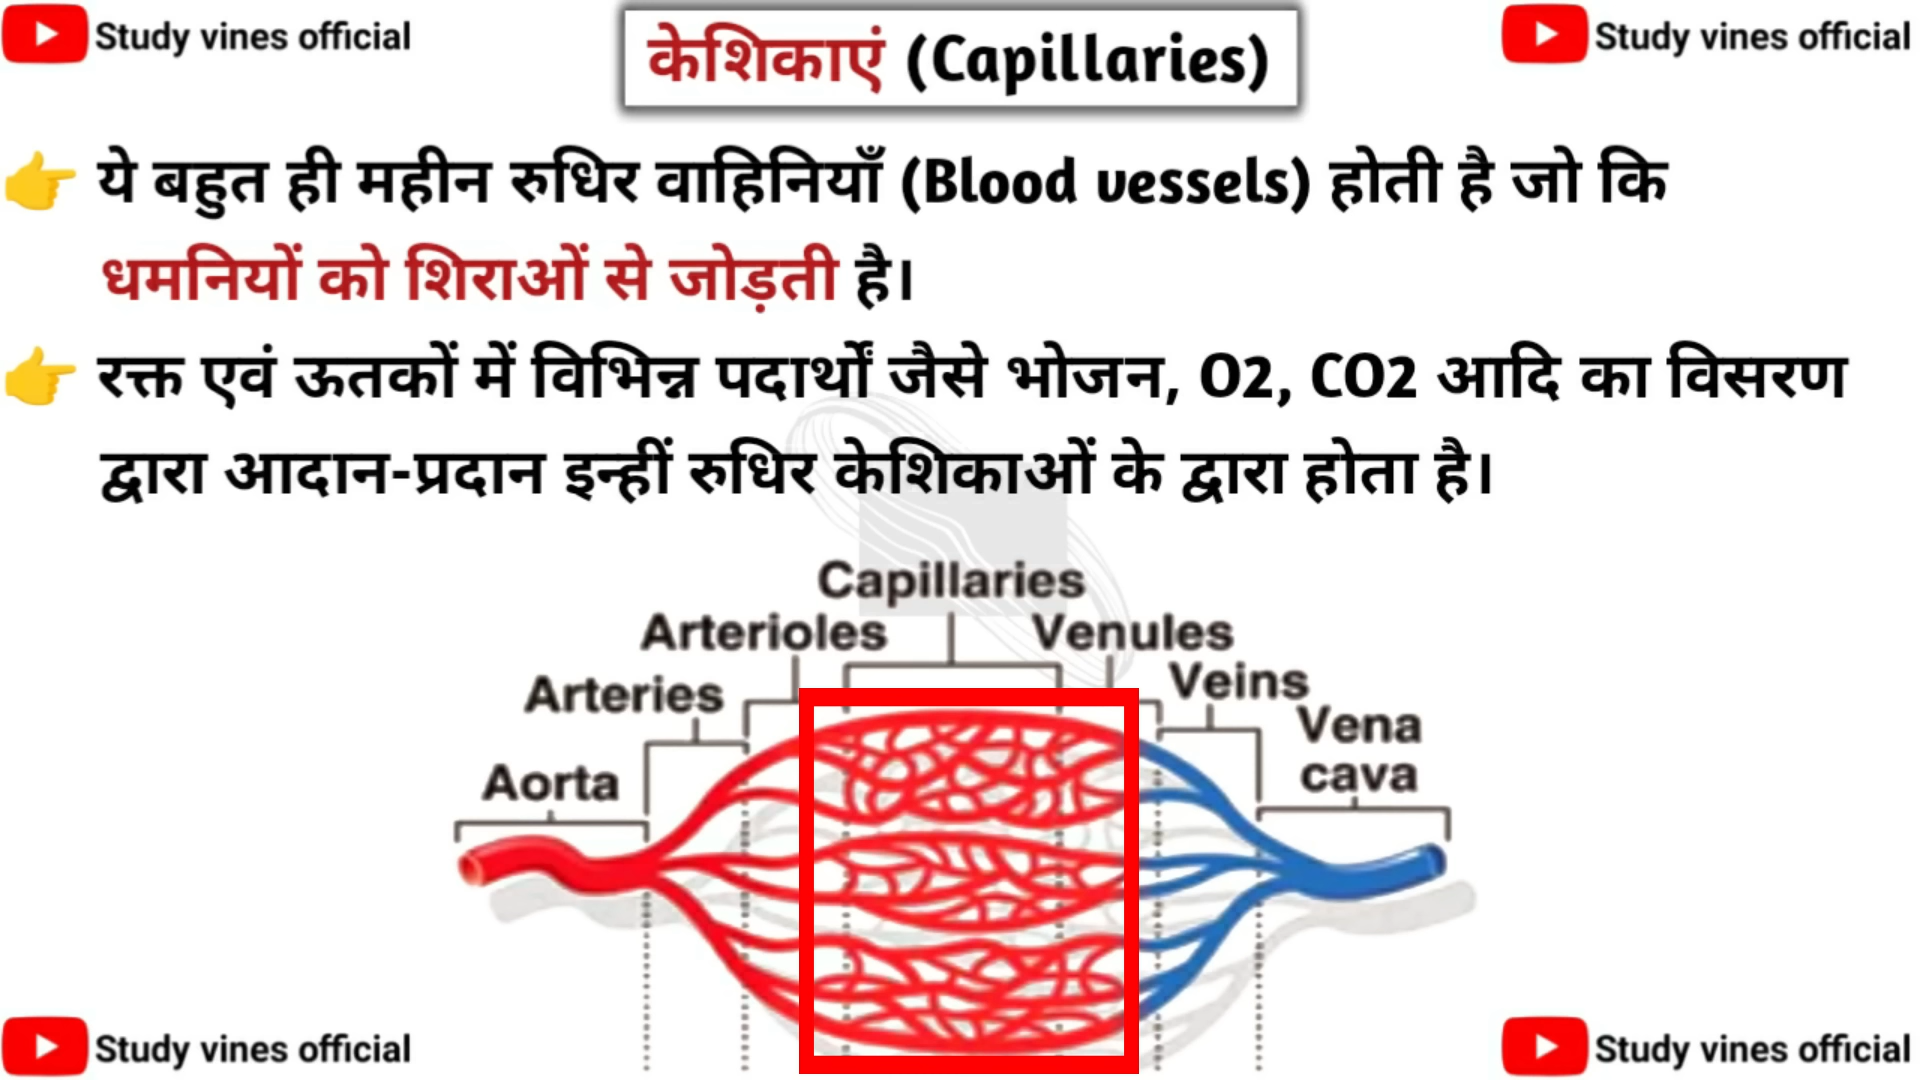 Study vines official
केशिकाएं (Capillaries)
Study vines official
ये बहुत ही महीन रुधिर वाहिनियाँ (Blood vessels) होती है जो कि
धमनियों को शिराओं से जोड़ती है।
रक्त एवं ऊतकों में विभिन्न पदार्थों जैसे भोजन, O2, CO2 आदि का विसरण
द्वारा आदान-प्रदान इन्हीं रुधिर केशिकाओं के द्वारा होता है।
Capillaries
Arterioles
Venules
Arteries
Veins
Aorta
Vena
cava
Study vines official
Study vines official